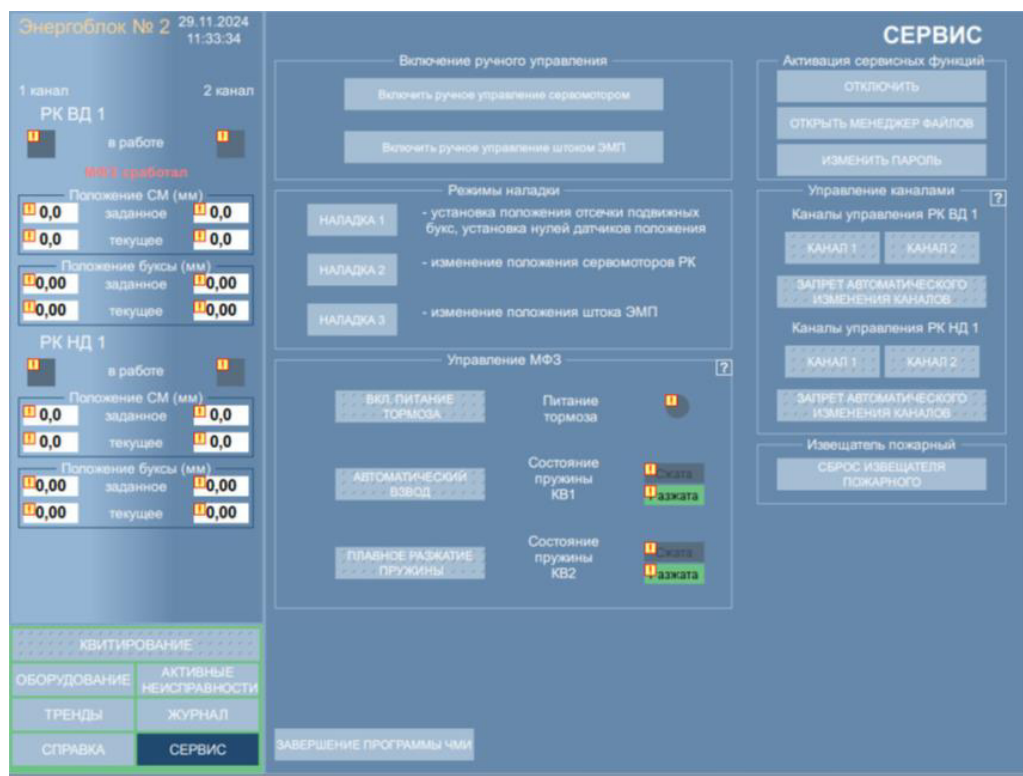 Энергоблок № 2 29.11.2024
11:33:34
1 канал 2 канал
РК ВД 1
! в работе !
МФЗ сработал
Положение СМ (мм)
! 0,0 заданное ! 0,0
! 0,0 текущее ! 0,0
Положение буксы (мм)
! 0,00 заданное ! 0,00
! 0,00 текущее ! 0,00
РК НД 1
! в работе !
Положение СМ (мм)
! 0,0 заданное ! 0,0
! 0,0 текущее ! 0,0
Положение буксы (мм)
! 0,00 заданное ! 0,00
! 0,00 текущее ! 0,00
КВИТИРОВАНИЕ
ОБОРУДОВАНИЕ
АКТИВНЫЕ
НЕИСПРАВНОСТИ
ТРЕНДЫ
ЖУРНАЛ
СПРАВКА
СЕРВИС
Включение ручного управления
Включить ручное управление сервомотором
Включить ручное управление штоком ЭМП
Режимы наладки
НАЛАДКА 1
- установка положения отсечки подвижных
букс, установка нулей датчиков положения
НАЛАДКА 2
- изменение положения сервомоторов РК
НАЛАДКА 3
- изменение положения штока ЭМП
Управление МФЗ
?
ВКЛ. ПИТАНИЕ
ТОРМОЗА
Питание
тормоза
!
АВТОМАТИЧЕСКИЙ
ВЗВОД
Состояние
пружины
КВ1
! Сжата
! Разжата
ПЛАВНОЕ РАЗЖАТИЕ
ПРУЖИНЫ
Состояние
пружины
КВ2
! Сжата
! Разжата
ЗАВЕРШЕНИЕ ПРОГРАММЫ ЧМИ
СЕРВИС
Активация сервисных функций
ОТКЛЮЧИТЬ
ОТКРЫТЬ МЕНЕДЖЕР ФАЙЛОВ
ИЗМЕНИТЬ ПАРОЛЬ
Управление каналами
?
Каналы управления РК ВД 1
КАНАЛ 1 КАНАЛ 2
ЗАПРЕТ АВТОМАТИЧЕСКОГО
ИЗМЕНЕНИЯ КАНАЛОВ
Каналы управления РК НД 1
КАНАЛ 1 КАНАЛ 2
ЗАПРЕТ АВТОМАТИЧЕСКОГО
ИЗМЕНЕНИЯ КАНАЛОВ
Извещатель пожарный
СБРОС ИЗВЕЩАТЕЛЯ
ПОЖАРНОГО